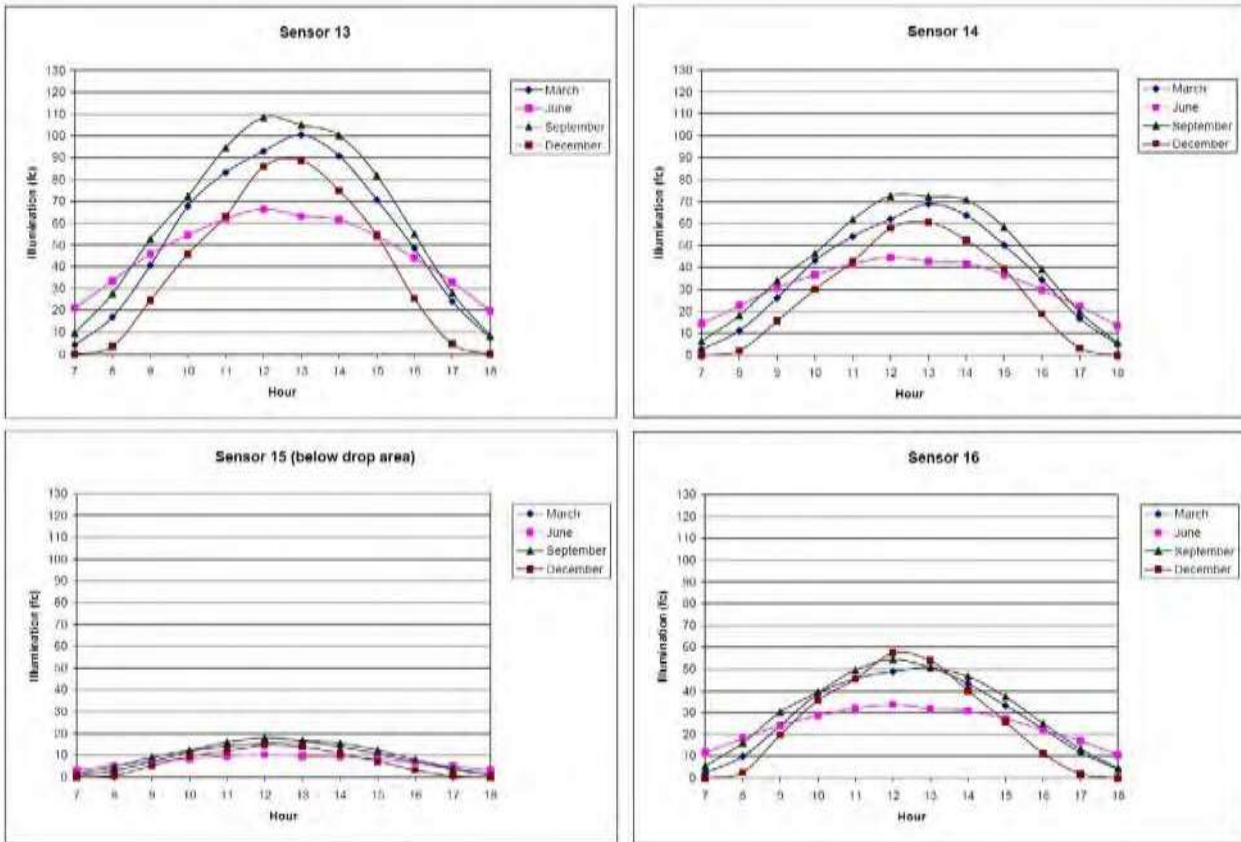 Sensor 13
130
120
110
100
90
80
70
60
50
40
30
20
10
0
Illumination (fc)
7 8 9 10 11 12 13 14 15 16 17 18
Hour
March
June
September
December
Sensor 14
130
120
110
100
90
80
70
60
50
40
30
20
10
0
Illumination (fc)
7 8 9 10 11 12 13 14 15 16 17 18
Hour
March
June
September
December
Sensor 15 (below drop area)
130
120
110
100
90
80
70
60
50
40
30
20
10
0
Illumination (fc)
7 8 9 10 11 12 13 14 15 16 17 18
Hour
March
June
September
December
Sensor 16
130
120
110
100
90
80
70
60
50
40
30
20
10
0
Illumination (fc)
7 8 9 10 11 12 13 14 15 16 17 18
Hour
March
June
September
December